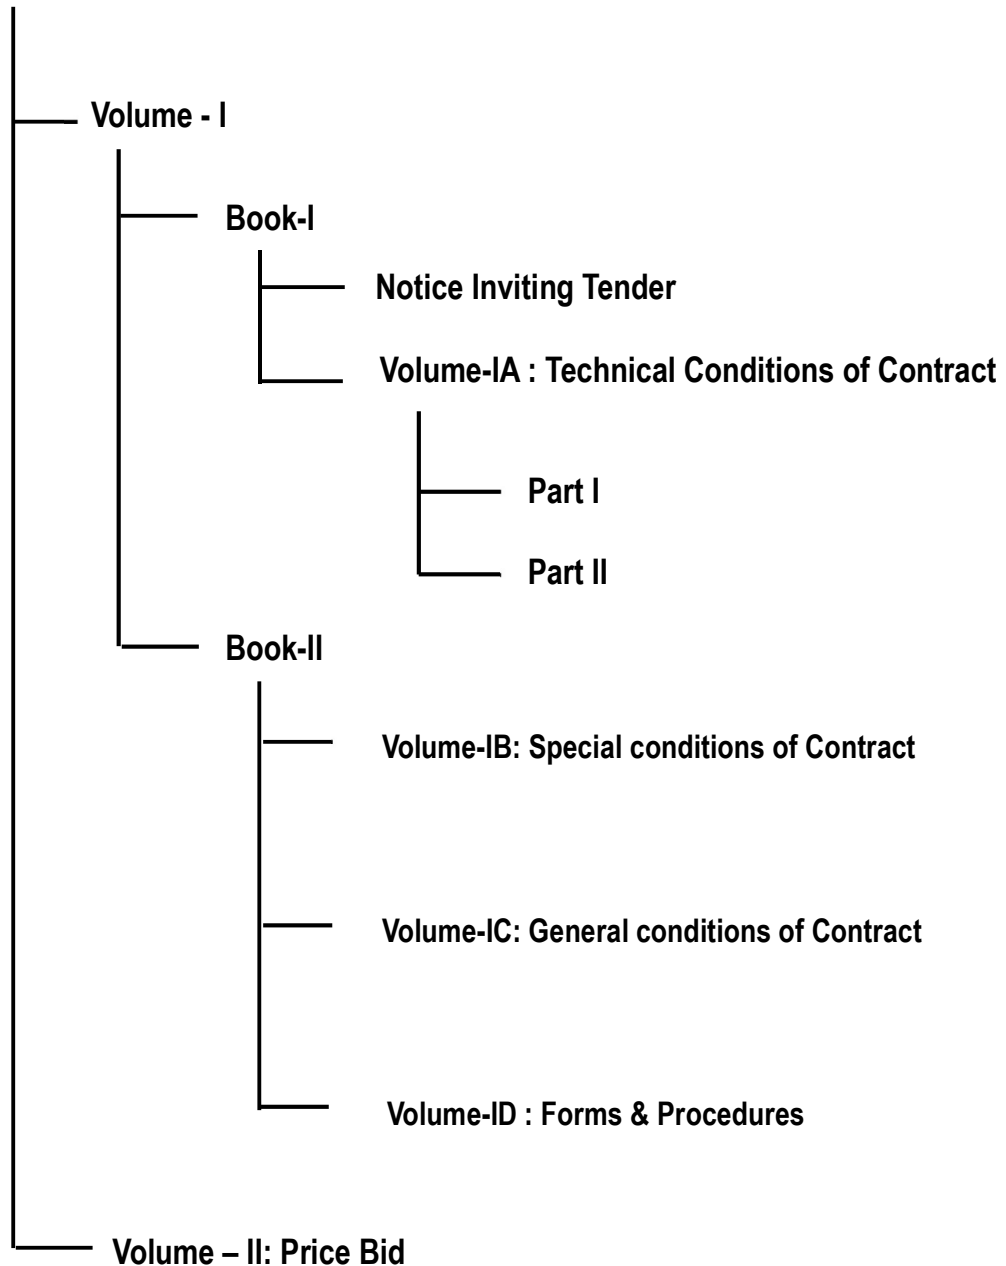 Volume - I
Book-I
Notice Inviting Tender
Volume-IA : Technical Conditions of Contract
Part I
Part II
Book-II
Volume-IB: Special conditions of Contract
Volume-IC: General conditions of Contract
Volume-ID : Forms & Procedures
Volume – II: Price Bid